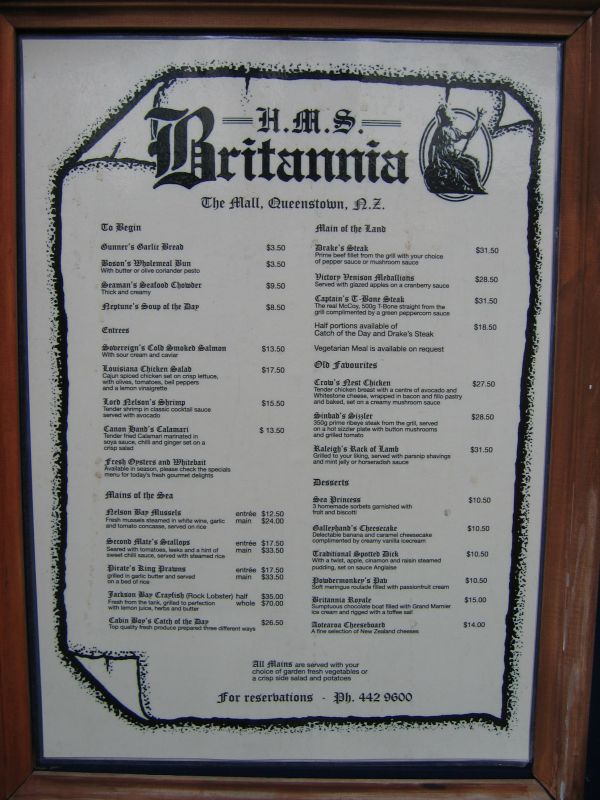 H.M.S.
Britannia
The Mall, Queenstown, N.Z.
To Begin
Gunner's Garlic Bread $3.50
Boson's Wholemeal Bun $3.50
With butter or olive coriander pesto
Seaman's Seafood Chowder $9.50
Thick and creamy
Neptune's Soup of the Day $8.50
Entrees
Sovereign's Cold Smoked Salmon $13.50
With sour cream and caviar
Louisiana Chicken Salad $17.50
Cajun spiced chicken set on crisp lettuce,
with olives, tomatoes, bell peppers
and a lemon vinaigrette
Lord Nelson's Shrimp $15.50
Tender shrimp in classic cocktail sauce
served with avocado
Canon Hand's Calamari $ 13.50
Tender fried Calamari marinated in
soya sauce, chilli and ginger set on a
crisp salad
Fresh Oysters and Whitebait
Available in season, please check the specials
menu for today's fresh gourmet delights
Mains of the Sea
Nelson Bay Mussels entrée $12.50
Fresh mussels steamed in white wine, garlic main $24.00
and tomato concasse, served on rice
Second Mate's Scallops entrée $17.50
Seared with tomatoes, leeks and a hint of main $33.50
sweet chilli sauce, served with steamed rice
Pirate's King Prawns entrée $17.50
grilled in garlic butter and served main $33.50
on a bed of rice
Jackson Bay Crayfish (Rock Lobster) half $35.00
Fresh from the tank, grilled to perfection whole $70.00
with lemon juice, herbs and butter
Cabin Boy's Catch of the Day $26.50
Top quality fresh produce prepared three different ways
Main of the Land
Drake's Steak $31.50
Prime beef fillet from the grill with your choice
of pepper sauce or mushroom sauce
Victory Venison Medallions $28.50
Served with glazed apples on a cranberry sauce
Captain's T-Bone Steak $31.50
The real McCoy, 500g T-Bone straight from the
grill complimented by a green peppercorn sauce
Half portions available of $18.50
Catch of the Day and Drake's Steak
Vegetarian Meal is available on request
Old Favourites
Crow's Nest Chicken $27.50
Tender chicken breast with a centre of avocado and
Whitestone cheese, wrapped in bacon and fillo pastry
and baked, set on a creamy mushroom sauce
Sinbad's Sizzler $28.50
350g prime ribeye steak from the grill, served
on a hot sizzler plate with button mushrooms
and grilled tomato
Raleigh's Rack of Lamb $31.50
Grilled to your liking, served with parsnip shavings
and mint jelly or horseradish sauce
Desserts
Sea Princess $10.50
3 homemade sorbets garnished with
froit and biscotti
Galleyhand's Cheesecake $10.50
Delectable banana and caramel cheesecake
complimented by creamy vanilla icecream
Traditional Spotted Dick $10.50
With a twist, apple, cinamon and raisin steamed
pudding, set on sauce Anglaise
Powdermonkey's Pav $10.50
Soft meringue roulade filled with passionfruit cream
Britannia Royale $15.00
Sumptuous chocolate boat filled with Grand Marnier
ice cream and rigged with a toffee sail
Aotearoa Cheeseboard $14.00
A fine selection of New Zealand cheeses
All Mains are served with your
choice of garden fresh vegetables or
a crisp side salad and potatoes
For reservations - Ph. 442 9600